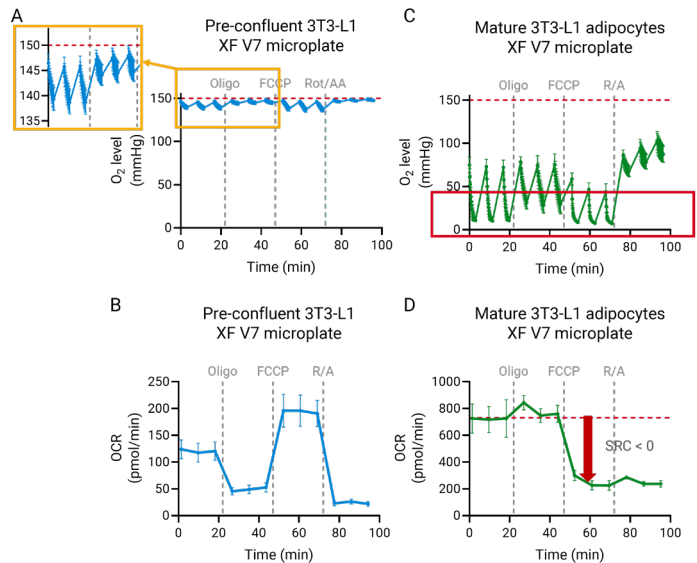 A
Pre-confluent 3T3-L1
XF V7 microplate
150
145
140
135
Oligo
FCCP
Rot/AA
150
100
50
0
O2 level
(mmHg)
0
20
40
60
80
100
Time (min)
C
Mature 3T3-L1 adipocytes
XF V7 microplate
Oligo
FCCP
R/A
150
100
50
0
O2 level
(mmHg)
0
20
40
60
80
100
Time (min)
B
Pre-confluent 3T3-L1
XF V7 microplate
Oligo
FCCP
R/A
250
200
150
100
50
0
OCR
(pmol/min)
0
20
40
60
80
100
Time (min)
D
Mature 3T3-L1 adipocytes
XF V7 microplate
Oligo
FCCP
R/A
1000
800
600
400
200
0
OCR
(pmol/min)
SRC < 0
0
20
40
60
80
100
Time (min)